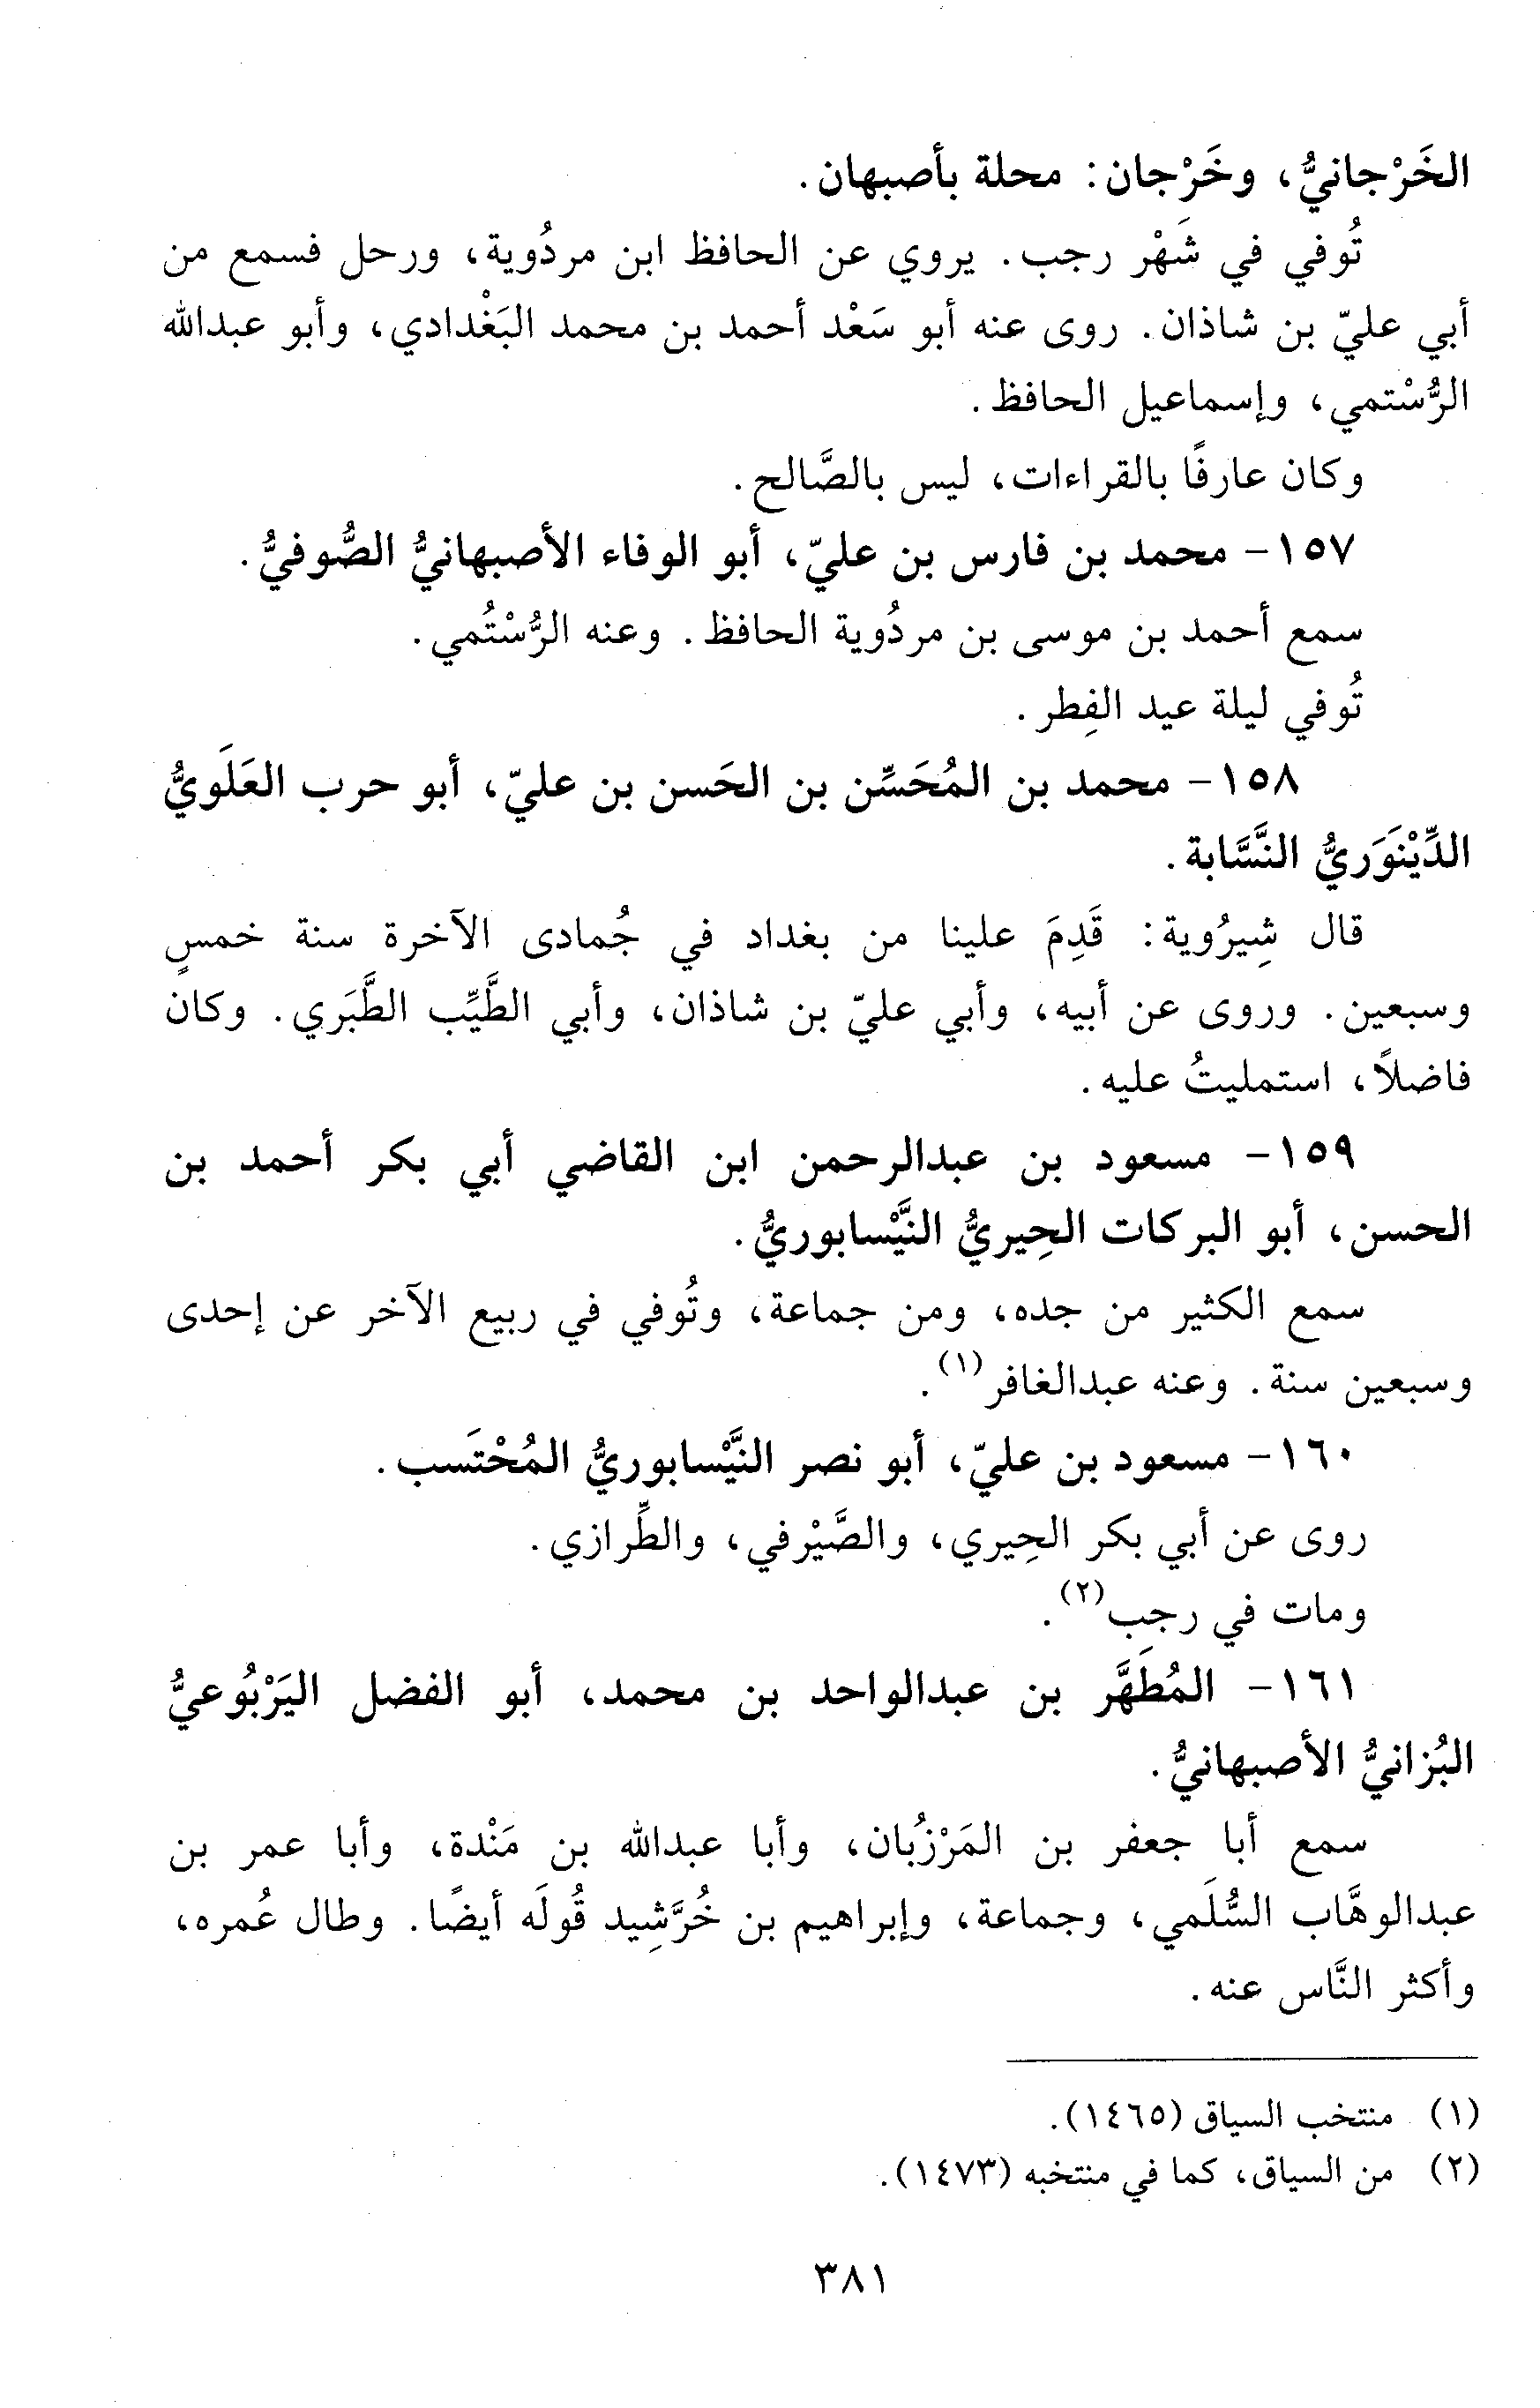 الخَرْجانيُّ، وخَرْجان: محلة بأصبهان.
تُوفي في شَهْر رجب. يروي عن الحافظ ابن مردُوية، ورحل فسمع من
أبي عليّ بن شاذان. روى عنه أبو سَعْد أحمد بن محمد البَغْدادي، وأبو عبدالله
الرُّسْتمي، وإسماعيل الحافظ.
وكان عارفًا بالقراءات، ليس بالصَّالح.
١٥٧- محمد بن فارس بن عليّ، أبو الوفاء الأصبهانيُّ الصُّوفيُّ.
سمع أحمد بن موسى بن مردُوية الحافظ. وعنه الرُّسْتُمي.
تُوفي ليلة عيد الفِطر.
١٥٨- محمد بن المُحَسِّن بن الحَسن بن عليّ، أبو حرب العَلَويُّ
الدِّيْنَوَريُّ النَّسَّابة.
قال شِيرُوية: قَدِمَ علينا من بغداد في جُمادى الآخرة سنة خمسٍ
وسبعين. وروى عن أبيه، وأبي عليّ بن شاذان، وأبي الطَّيِّب الطَّبَري. وكان
فاضلاً، استمليتُ عليه.
١٥٩- مسعود بن عبدالرحمن ابن القاضي أبي بكر أحمد بن
الحسن، أبو البركات الحِيريُّ النَّيْسابوريُّ.
سمع الكثير من جده، ومن جماعة، وتُوفي في ربيع الآخر عن إحدى
وسبعين سنة. وعنه عبدالغافر(١).
١٦٠- مسعود بن عليّ، أبو نصر النَّيْسابوريُّ المُحْتَسب.
روى عن أبي بكر الحِيري، والصَّيْرفي، والطِّرازي.
ومات في رجب(٢).
١٦١- المُطَهَّر بن عبدالواحد بن محمد، أبو الفضل اليَرْبُوعيُّ
البُزانيُّ الأصبهانيُّ.
سمع أبا جعفر بن المَرْزُبان، وأبا عبدالله بن مَنْدة، وأبا عمر بن
عبدالوهَّاب السُّلَمي، وجماعة، وإبراهيم بن خُرَّشِيد قُولَه أيضًا. وطال عُمره،
وأكثر النَّاس عنه.
(١) منتخب السياق (١٤٦٥).
(٢) من السياق، كما في منتخبه (١٤٧٣).
٣٨١